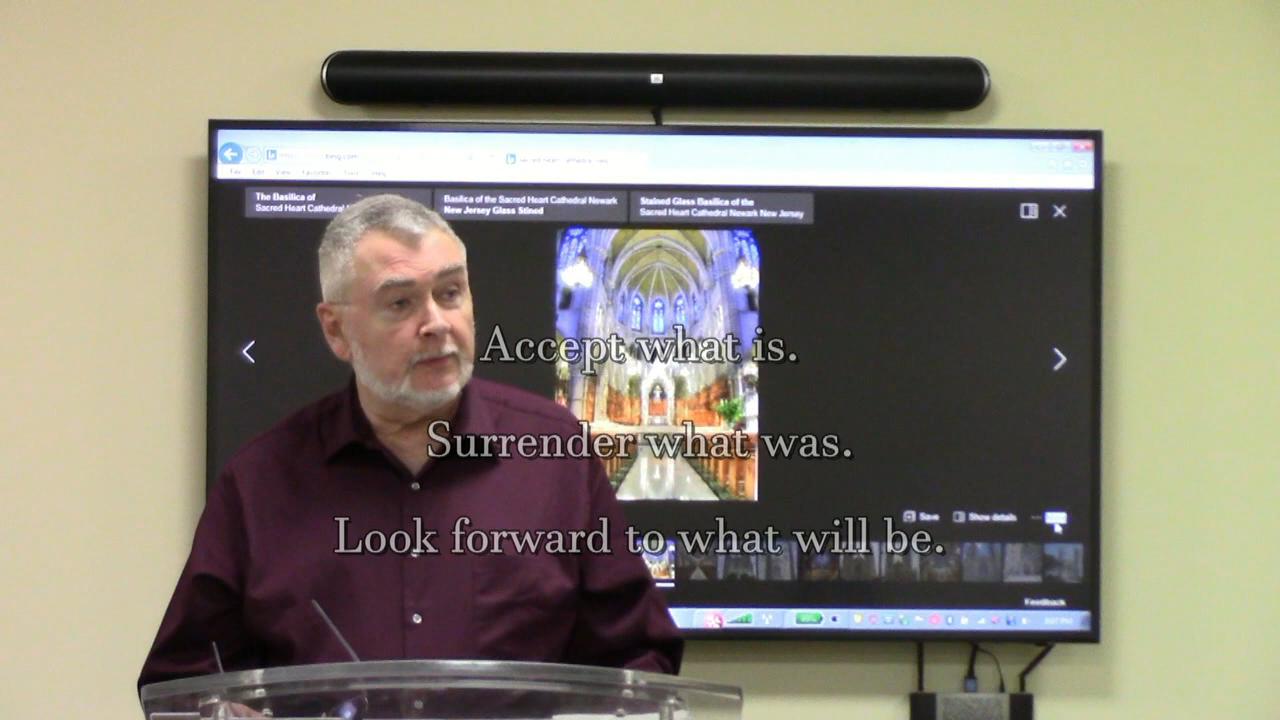 bing.com
The Basilica of
Sacred Heart Cathedral
Basilica of the Sacred Heart Cathedral Newark
New Jersey Glass Stined
Stained Glass Basilica of the
Sacred Heart Cathedral Newark New Jersey
Accept what is.
Surrender what was.
Look forward to what will be.
Save
Show details
Feedback